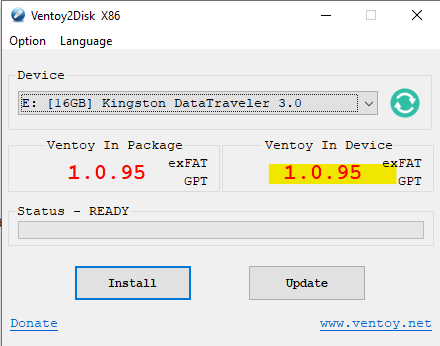 Ventoy2Disk X86
Option Language
Device
E: [16GB] Kingston DataTraveler 3.0
Ventoy In Package
1.0.95
exFAT
GPT
Ventoy In Device
1.0.95
exFAT
GPT
Status - READY
Install Update
Donate www.ventoy.net